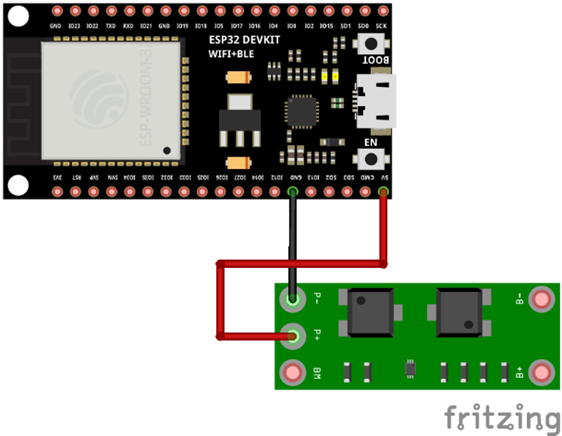 GND IO23 IO22 TXD RXD IO21 GND IO19 IO18 IO5 IO17 IO16 IO4 IO0 IO2 IO15 SD1 SD0 SCK
ESP32 DEVKIT
WIFI+BLE
BOOT
ESP-WROOM-32
EN
3V3 RST SVP SVN IO34 IO35 IO32 IO33 IO25 IO26 IO27 IO14 IO12 GND IO13 SD2 SD3 CMD 5V
P-
B-
P+
BM
B+
fritzing